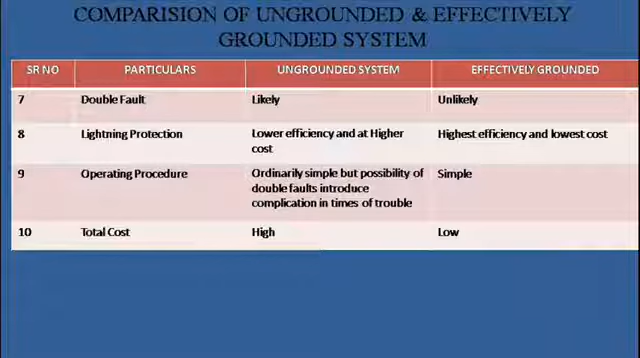 COMPARISION OF UNGROUNDED & EFFECTIVELY
GROUNDED SYSTEM
SR NO PARTICULARS UNGROUNDED SYSTEM EFFECTIVELY GROUNDED
7 Double Fault Likely Unlikely
8 Lightning Protection Lower efficiency and at Higher Highest efficiency and lowest cost
cost
9 Operating Procedure Ordinarily simple but possibility of Simple
double faults introduce
complication in times of trouble
10 Total Cost High Low